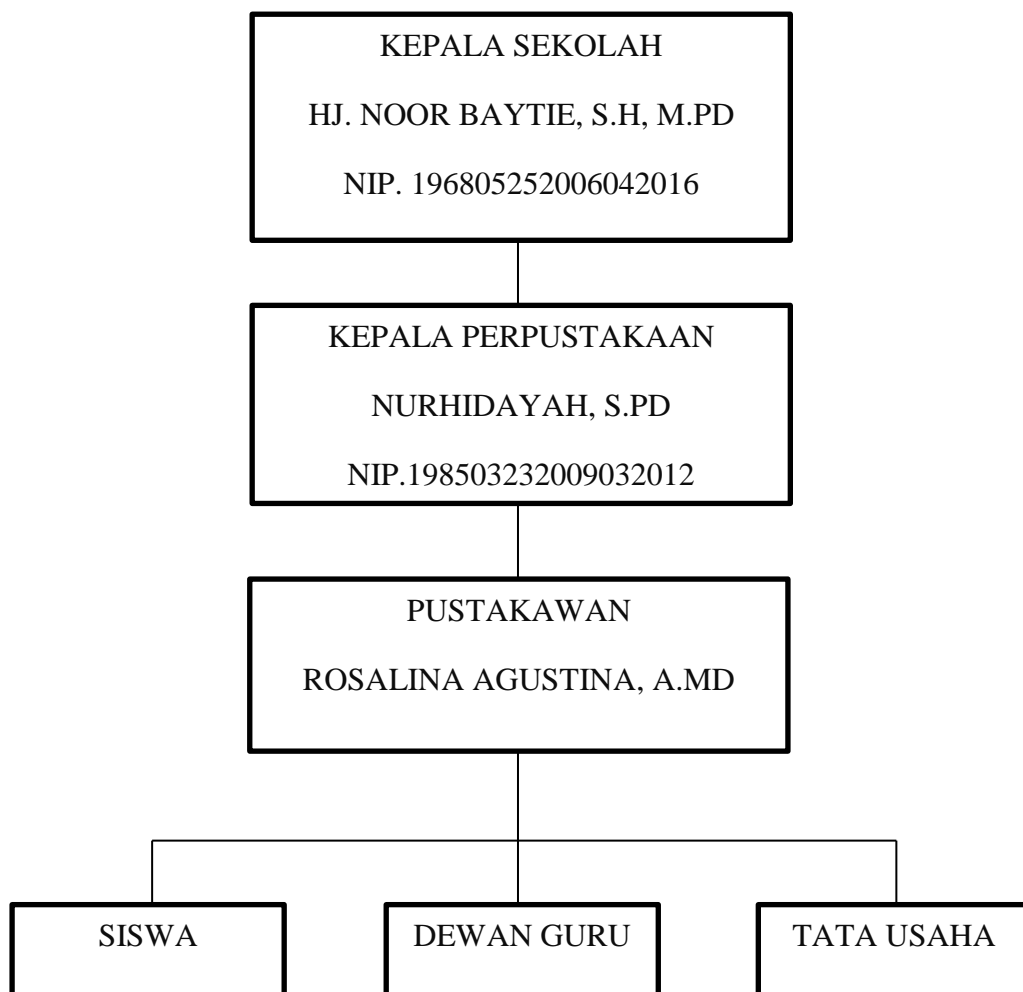 KEPALA SEKOLAH
HJ. NOOR BAYTIE, S.H, M.PD
NIP. 196805252006042016
KEPALA PERPUSTAKAAN
NURHIDAYAH, S.PD
NIP.198503232009032012
PUSTAKAWAN
ROSALINA AGUSTINA, A.MD
SISWA
DEWAN GURU
TATA USAHA